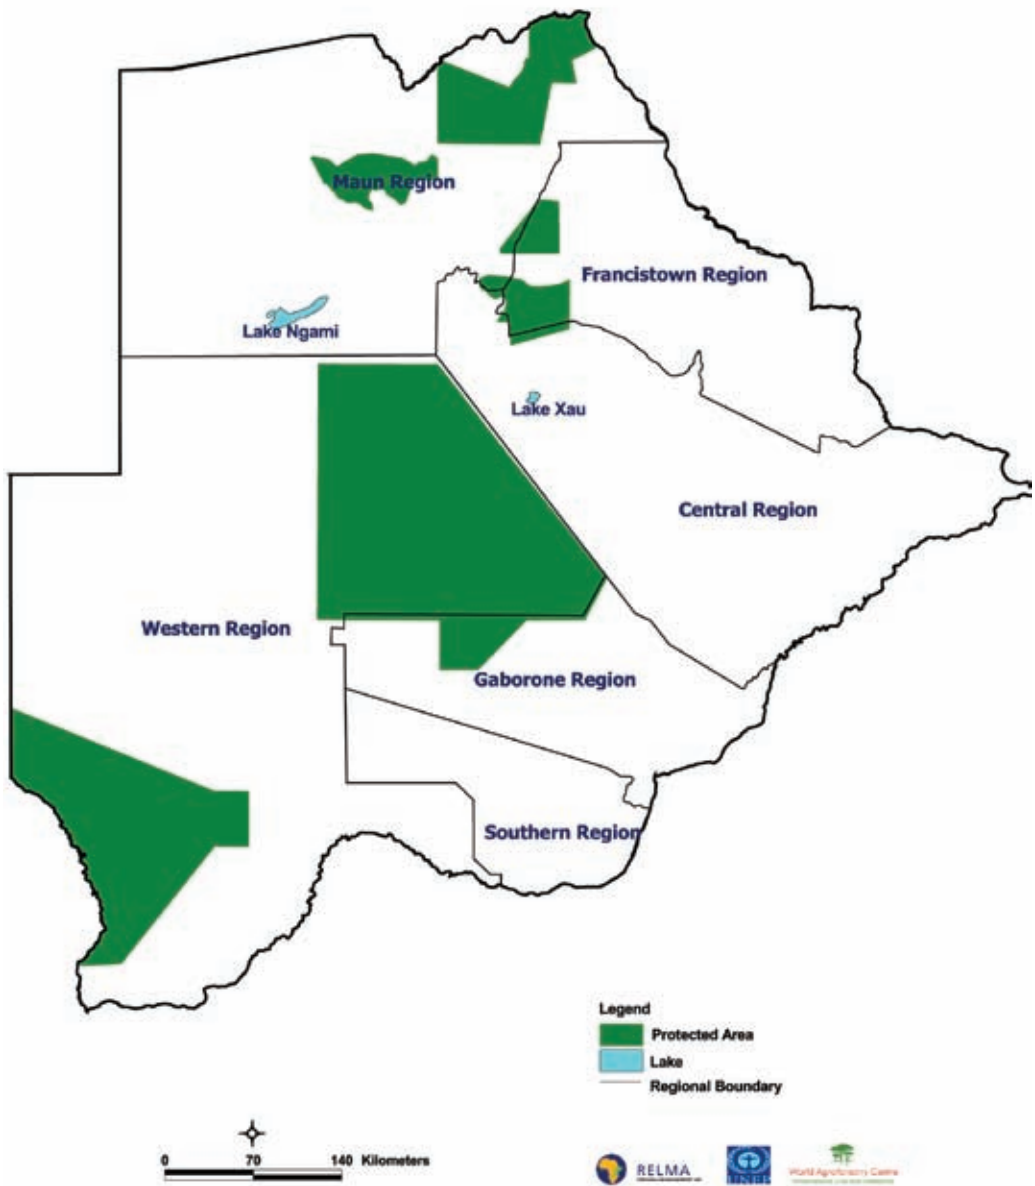 Maun Region
Francistown Region
Lake Ngami
Lake Xau
Central Region
Western Region
Gaborone Region
Southern Region
Legend
Protected Area
Lake
Regional Boundary
0 70 140 Kilometers
RELMA
UNEP
World Agroforestry Centre